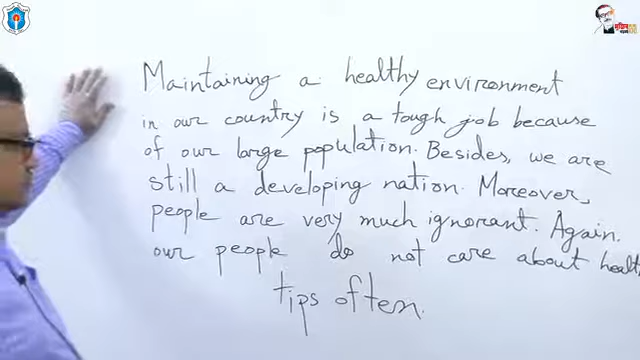 Maintaining a healthy environment
in our country is a tough job because
of our large population. Besides, we are
still a developing nation. Moreover,
people are very much ignorant. Again.
our people do not care about health
tips often.